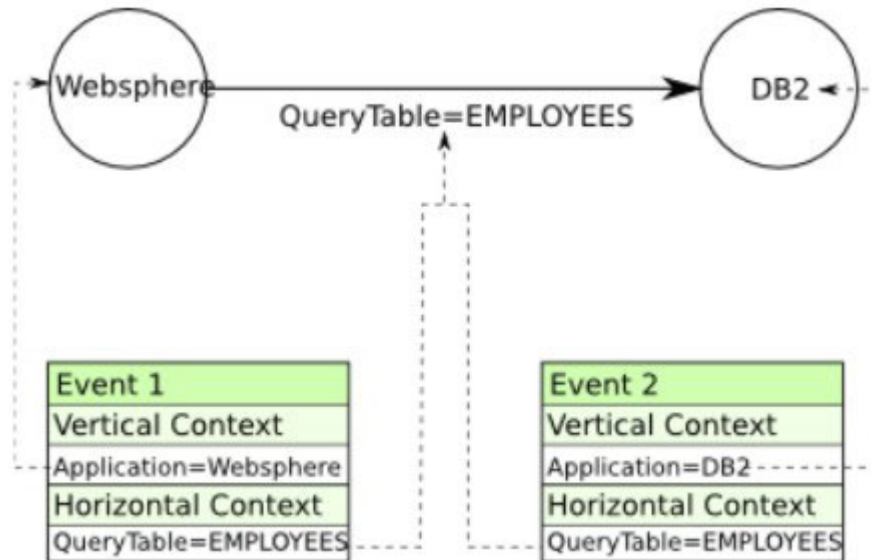 Websphere
DB2
QueryTable=EMPLOYEES
Event 1
Vertical Context
Application=Websphere
Horizontal Context
QueryTable=EMPLOYEES
Event 2
Vertical Context
Application=DB2
Horizontal Context
QueryTable=EMPLOYEES